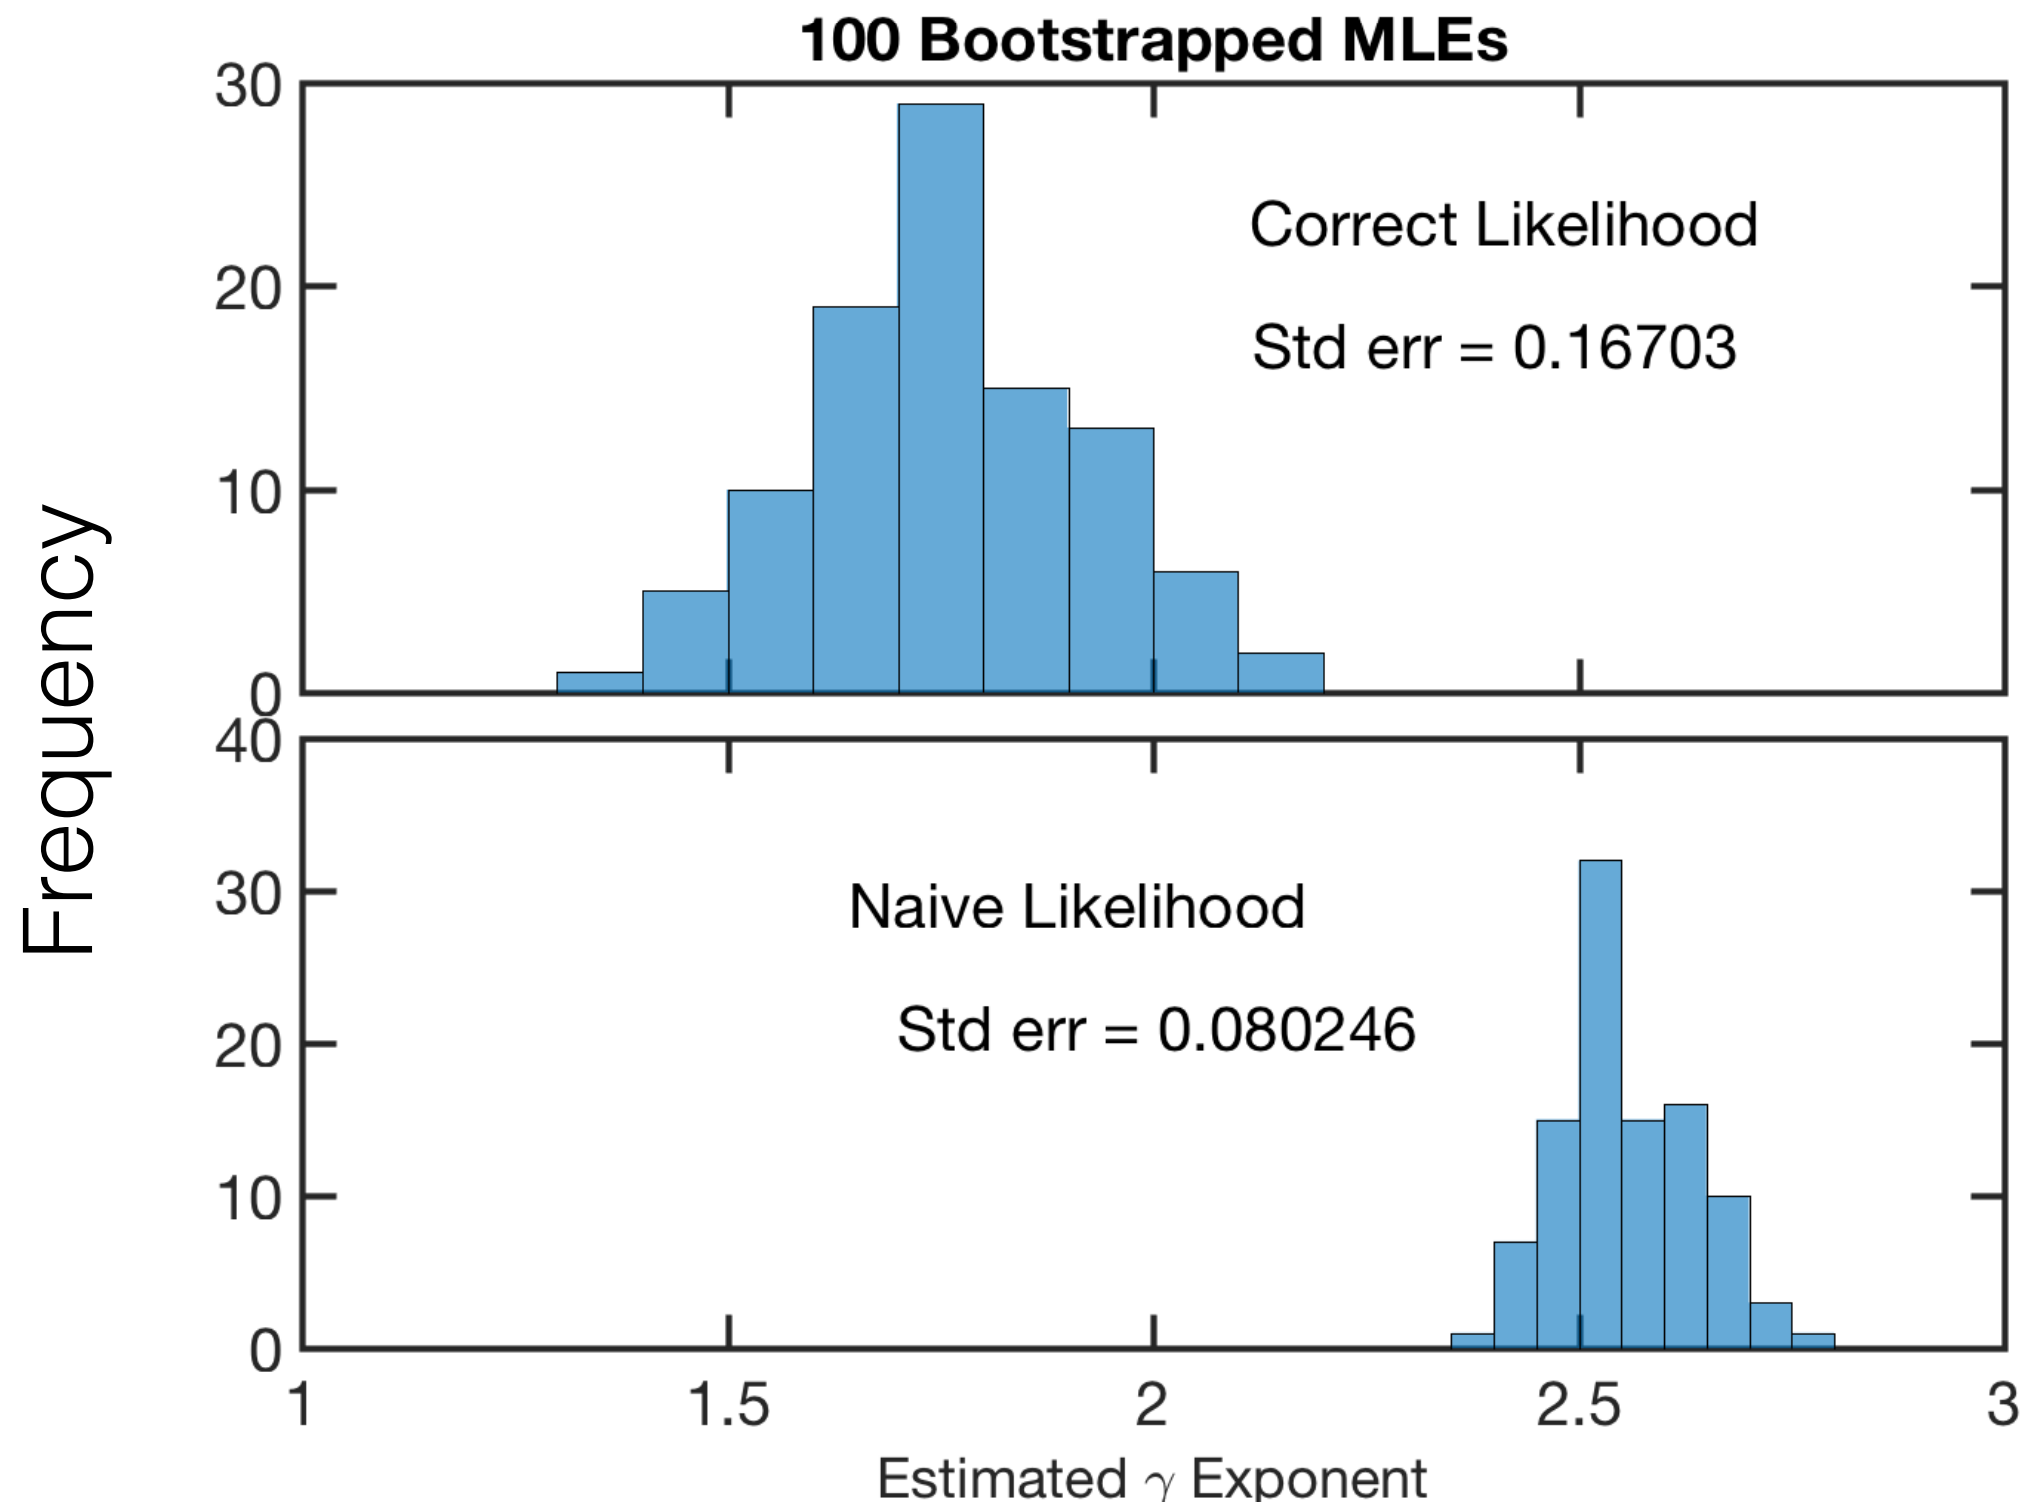 100 Bootstrapped MLEs
30
20
10
0
Correct Likelihood
Std err = 0.16703
Frequency
40
30
20
10
0
Naive Likelihood
Std err = 0.080246
1 1.5 2 2.5 3
Estimated γ Exponent